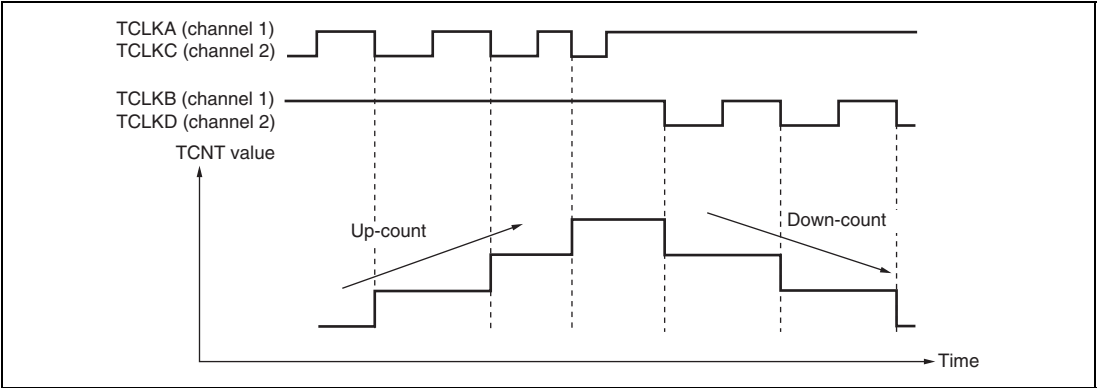 TCLKA (channel 1)
TCLKC (channel 2)
TCLKB (channel 1)
TCLKD (channel 2)
TCNT value
Up-count
Down-count
Time